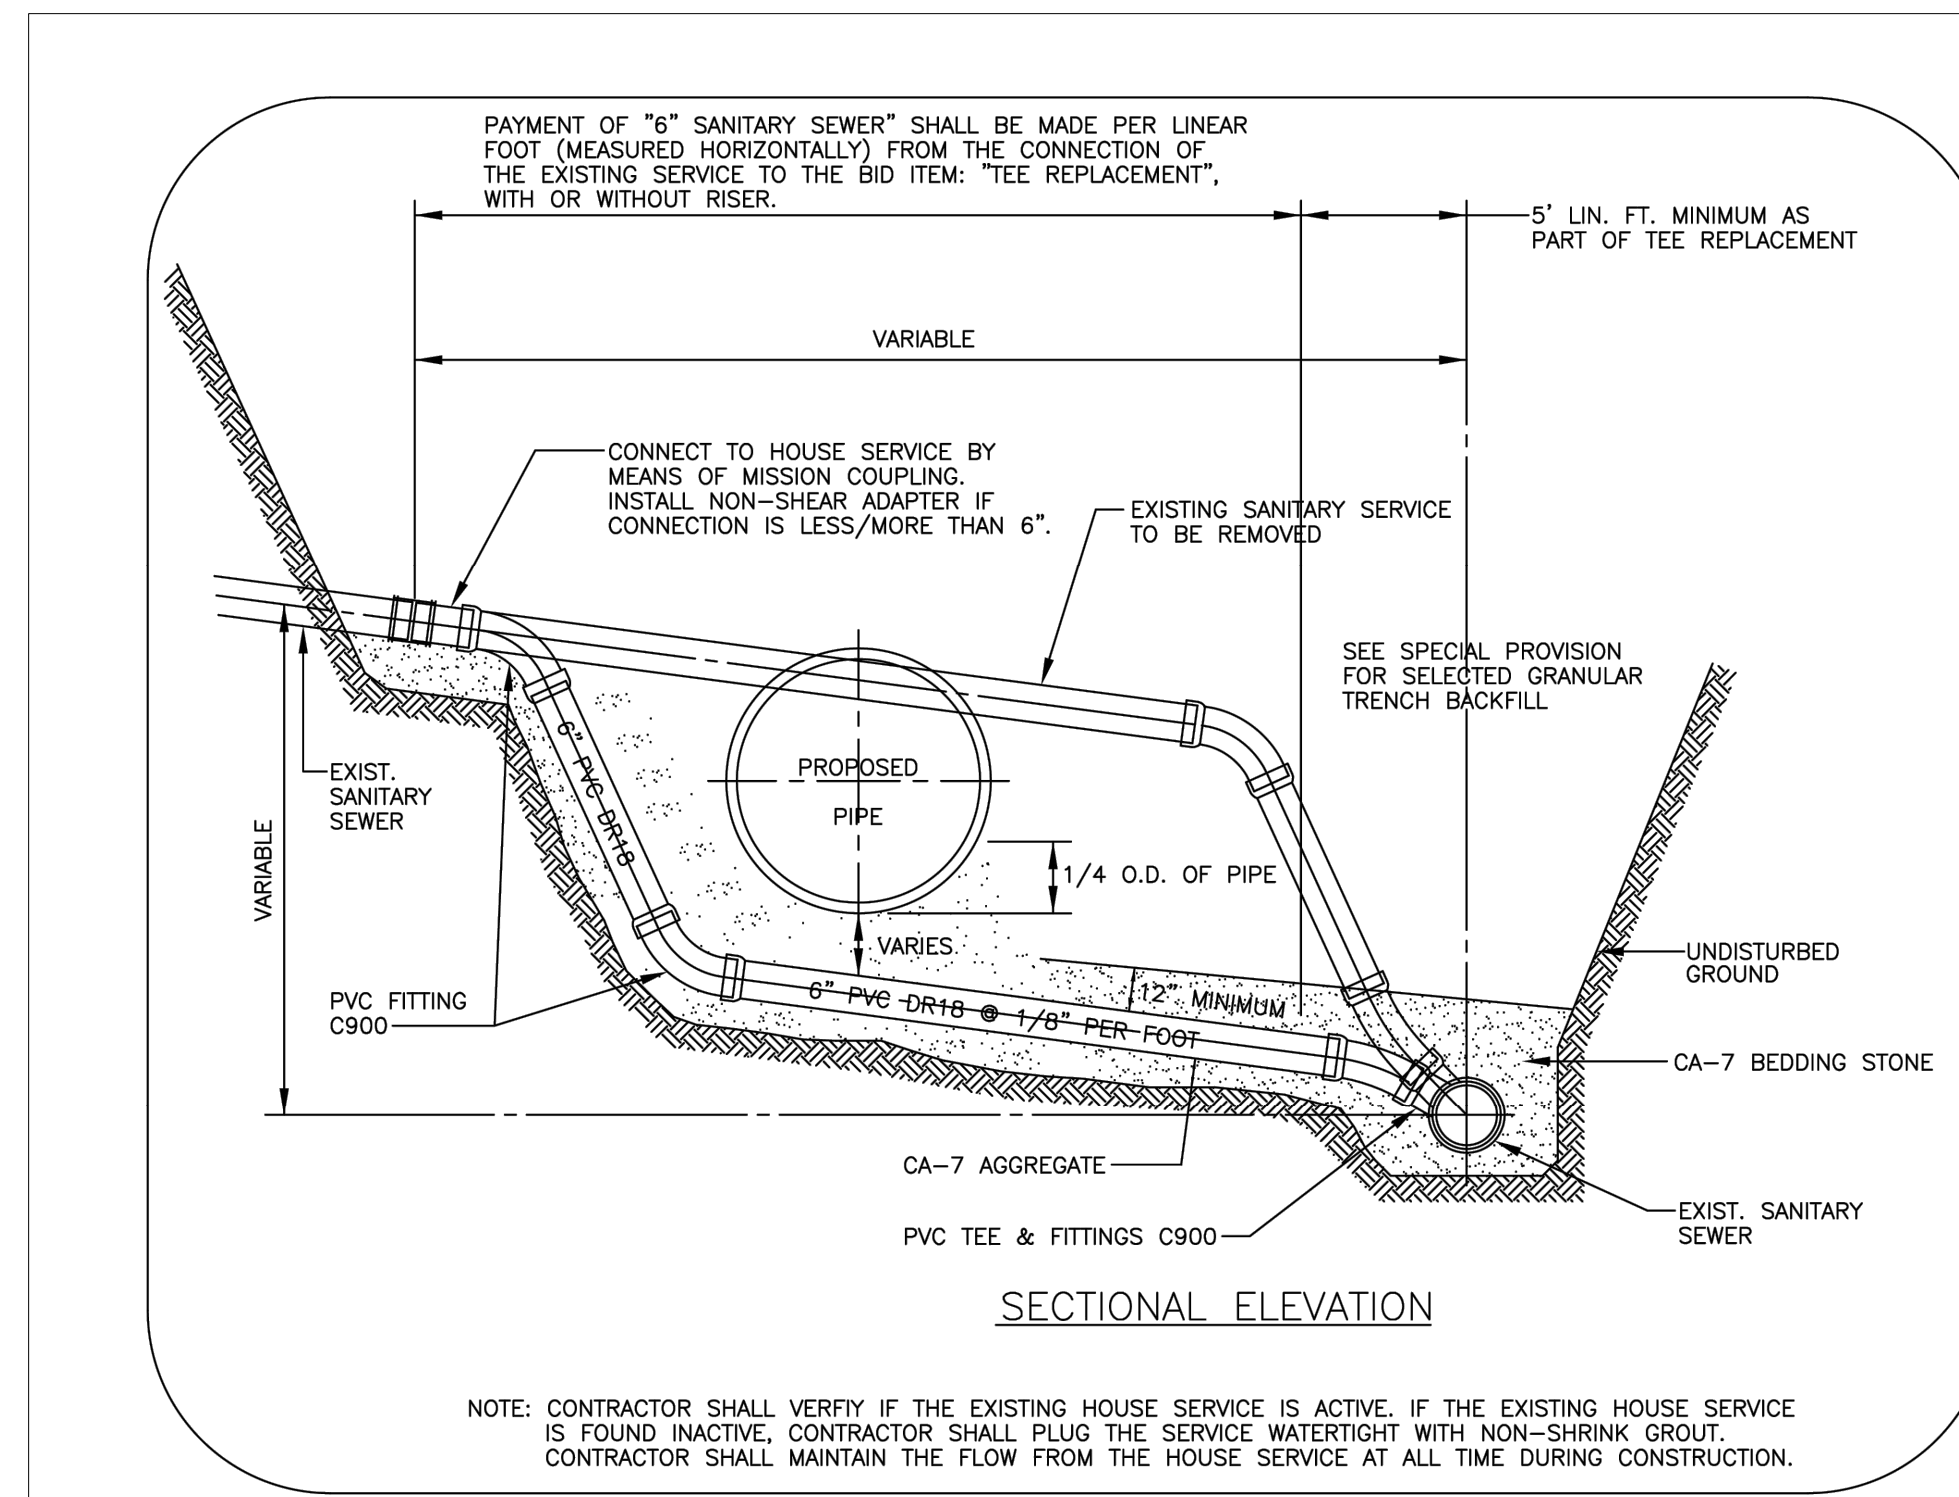 PAYMENT OF "6" SANITARY SEWER" SHALL BE MADE PER LINEAR
FOOT (MEASURED HORIZONTALLY) FROM THE CONNECTION OF
THE EXISTING SERVICE TO THE BID ITEM: "TEE REPLACEMENT",
WITH OR WITHOUT RISER.
5' LIN. FT. MINIMUM AS
PART OF TEE REPLACEMENT
VARIABLE
CONNECT TO HOUSE SERVICE BY
MEANS OF MISSION COUPLING.
INSTALL NON-SHEAR ADAPTER IF
CONNECTION IS LESS/MORE THAN 6".
EXISTING SANITARY SERVICE
TO BE REMOVED
SEE SPECIAL PROVISION
FOR SELECTED GRANULAR
TRENCH BACKFILL
EXIST.
SANITARY
SEWER
VARIABLE
6" PVC DR18
PROPOSED
PIPE
1/4 O.D. OF PIPE
VARIES
UNDISTURBED
GROUND
PVC FITTING
C900
6" PVC DR18 @ 1/8" PER FOOT
12" MINIMUM
CA-7 BEDDING STONE
CA-7 AGGREGATE
PVC TEE & FITTINGS C900
EXIST. SANITARY
SEWER
SECTIONAL ELEVATION
NOTE: CONTRACTOR SHALL VERFIY IF THE EXISTING HOUSE SERVICE IS ACTIVE. IF THE EXISTING HOUSE SERVICE
IS FOUND INACTIVE, CONTRACTOR SHALL PLUG THE SERVICE WATERTIGHT WITH NON-SHRINK GROUT.
CONTRACTOR SHALL MAINTAIN THE FLOW FROM THE HOUSE SERVICE AT ALL TIME DURING CONSTRUCTION.